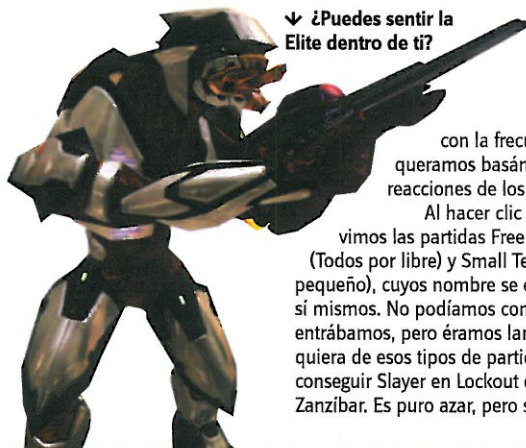 ↓ ¿Puedes sentir la
Elite dentro de ti?
con la frecu
queramos basán
reacciones de los
Al hacer clic
vimos las partidas Free
(Todos por libre) y Small Te
pequeño), cuyos nombre se e
sí mismos. No podíamos con
entrábamos, pero éramos lan
quiera de esos tipos de partid
conseguir Slayer en Lockout
Zanzíbar. Es puro azar, pero s